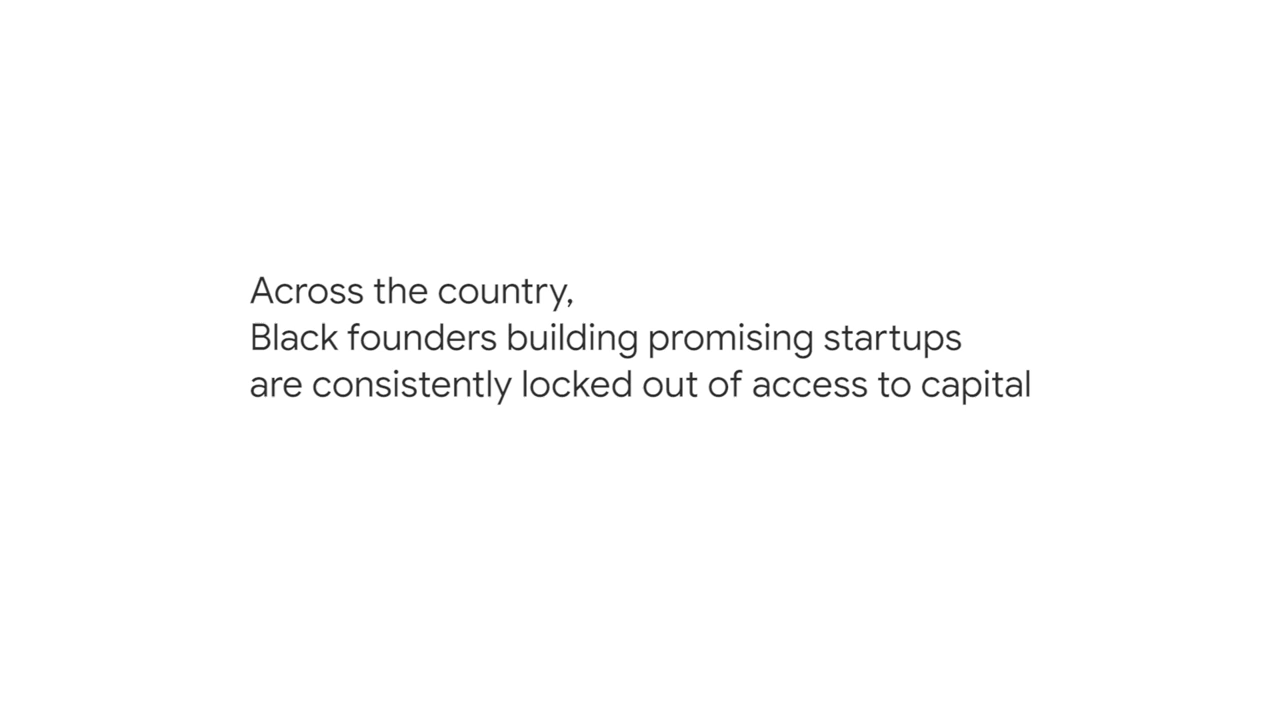 Across the country,
Black founders building promising startups
are consistently locked out of access to capital